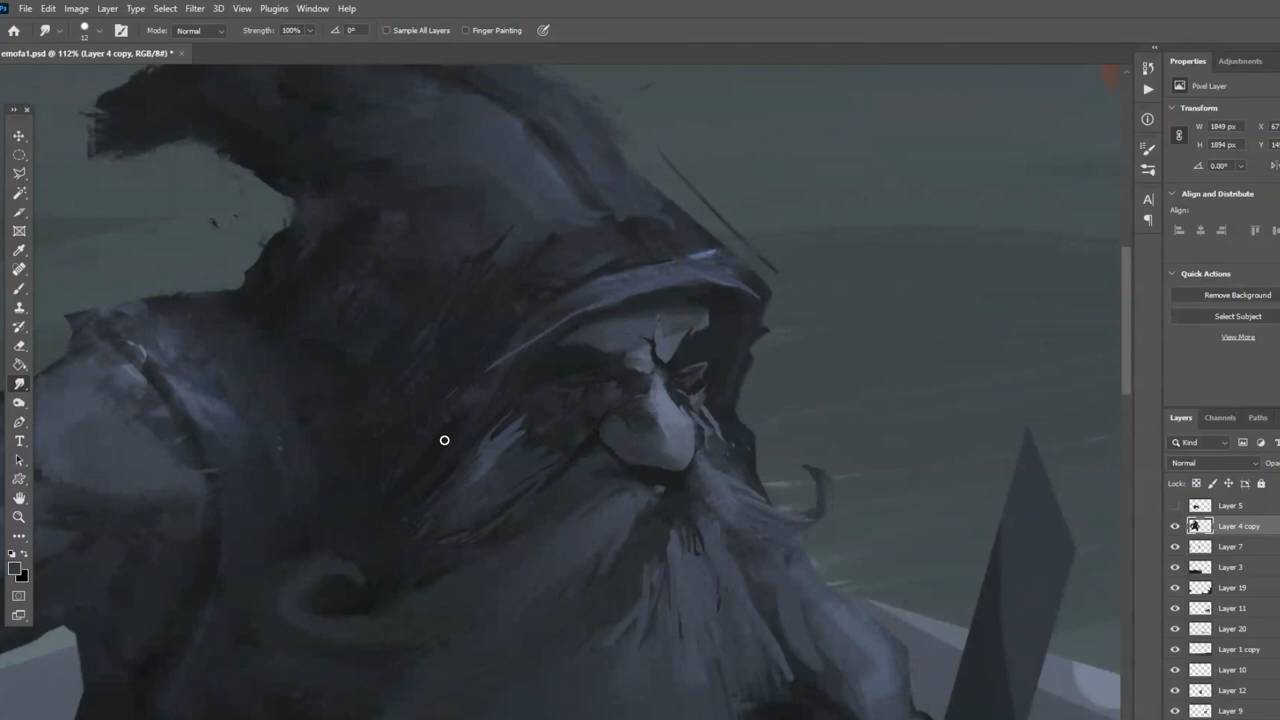 Ps File Edit Image Layer Type Select Filter 3D View Plugins Window Help
12 Mode: Normal Strength: 100% 0° Sample All Layers Finger Painting
emofa1.psd @ 112% (Layer 4 copy, RGB/8#) *
Properties Adjustments
Pixel Layer
Transform
W 1849 px X 67
H 1894 px Y
0.00°
Align and Distribute
Align:
Quick Actions
Remove Background
Select Subject
View More
Layers Channels Paths
Kind
Normal Opa
Lock:
Layer 5
Layer 4 copy
Layer 7
Layer 3
Layer 19
Layer 11
Layer 20
Layer 1 copy
Layer 10
Layer 12
Layer 9